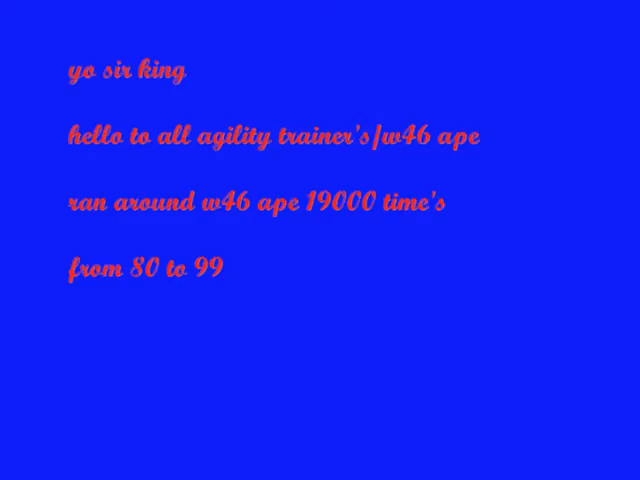 yo sir king
hello to all agility trainer's/w46 ape
ran around w46 ape 19000 time's
from 80 to 99